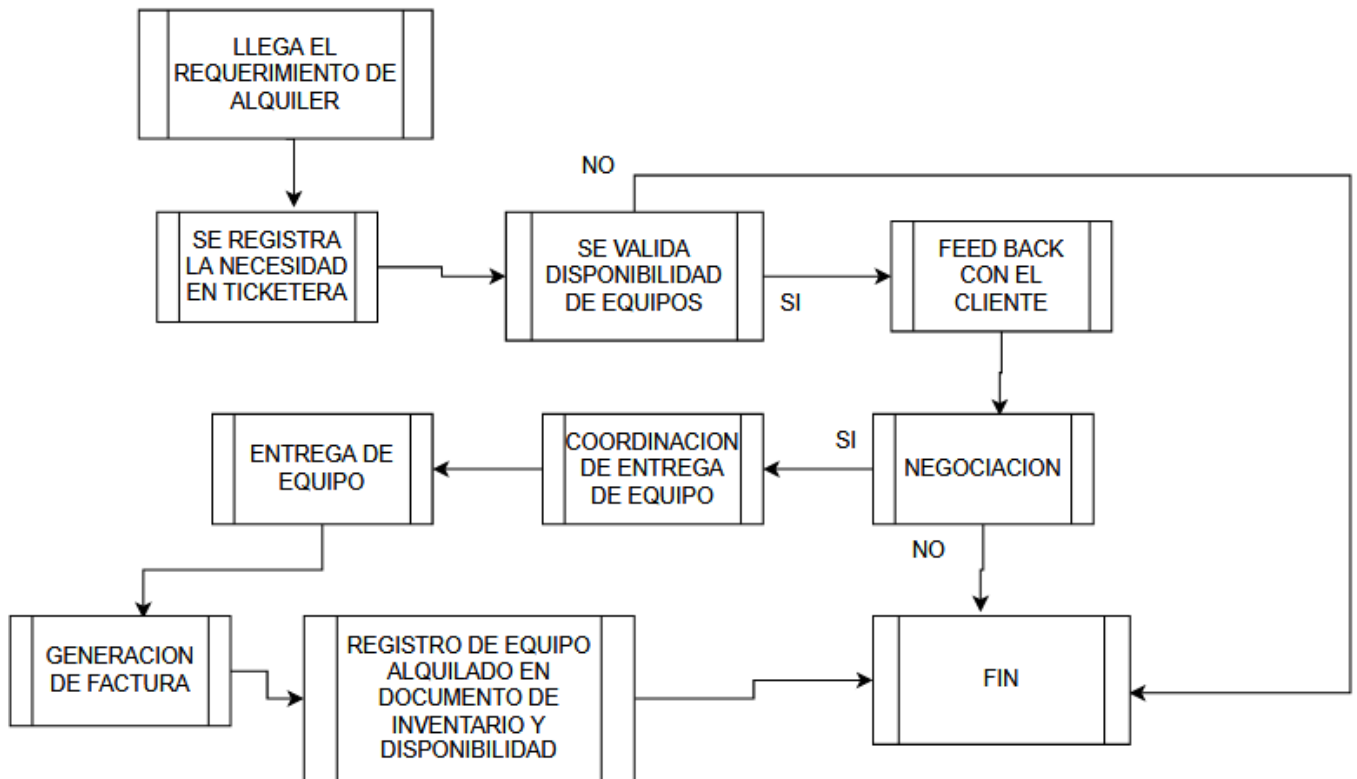 LLEGA EL
REQUERIMIENTO DE
ALQUILER
NO
SE REGISTRA
LA NECESIDAD
EN TICKETERA
SE VALIDA
DISPONIBILIDAD
DE EQUIPOS
SI
FEED BACK
CON EL
CLIENTE
NEGOCIACION
SI
COORDINACION
DE ENTREGA
DE EQUIPO
ENTREGA DE
EQUIPO
NO
GENERACION
DE FACTURA
REGISTRO DE EQUIPO
ALQUILADO EN
DOCUMENTO DE
INVENTARIO Y
DISPONIBILIDAD
FIN